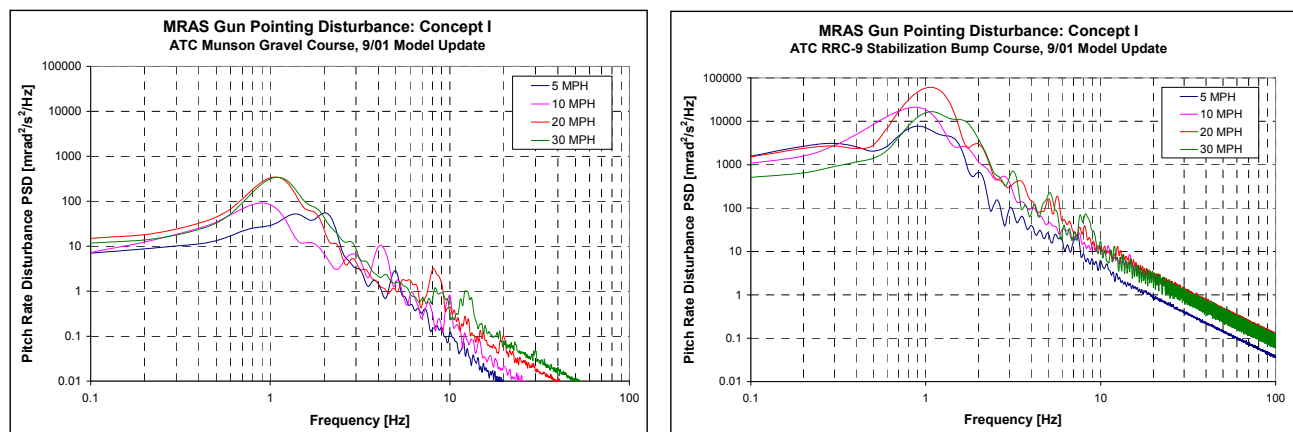 MRAS Gun Pointing Disturbance: Concept I
ATC Munson Gravel Course, 9/01 Model Update
100000
10000
1000
100
10
1
0.1
0.01
Pitch Rate Disturbance PSD [mrad²/s²/Hz]
5 MPH
10 MPH
20 MPH
30 MPH
0.1
1
10
100
Frequency [Hz]
MRAS Gun Pointing Disturbance: Concept I
ATC RRC-9 Stabilization Bump Course, 9/01 Model Update
100000
10000
1000
100
10
1
0.1
0.01
Pitch Rate Disturbance PSD [mrad²/s²/Hz]
5 MPH
10 MPH
20 MPH
30 MPH
0.1
1
10
100
Frequency [Hz]